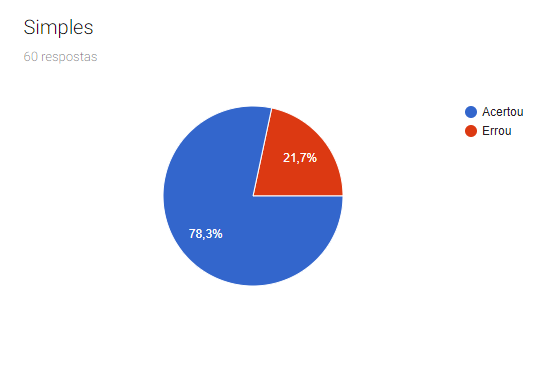 Simples
60 respostas
Acertou
Errou
21,7%
78,3%